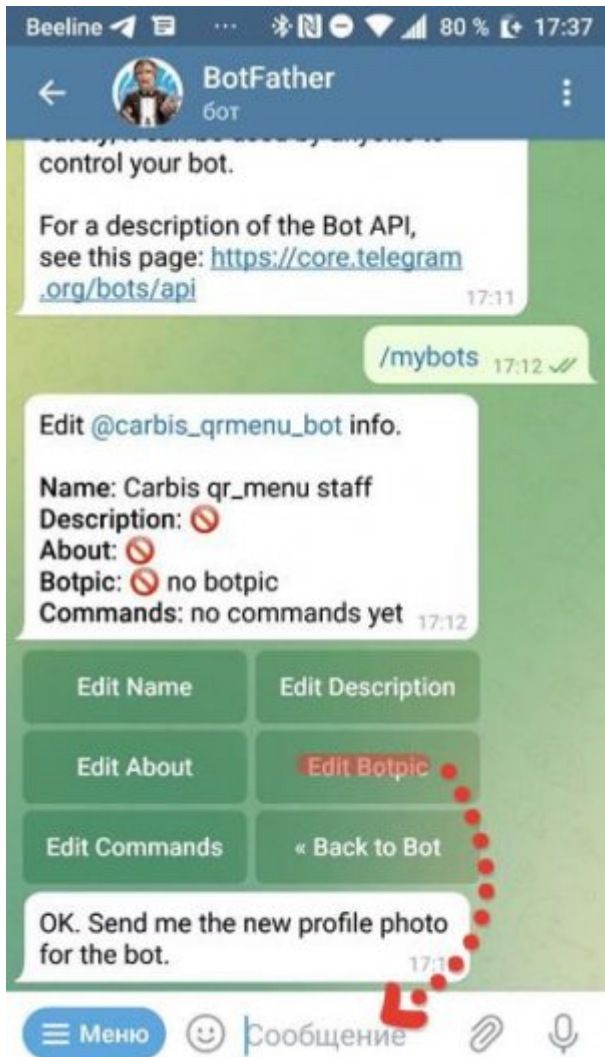 Beeline ... 80 % 17:37
BotFather
бот
control your bot.
For a description of the Bot API,
see this page: https://core.telegram
.org/bots/api
17:11
/mybots 17:12
Edit @carbis_qrmenu_bot info.
Name: Carbis qr_menu staff
Description:
About:
Botpic: no botpic
Commands: no commands yet 17:12
Edit Name Edit Description
Edit About Edit Botpic
Edit Commands « Back to Bot
OK. Send me the new profile photo
for the bot.
Меню Сообщение